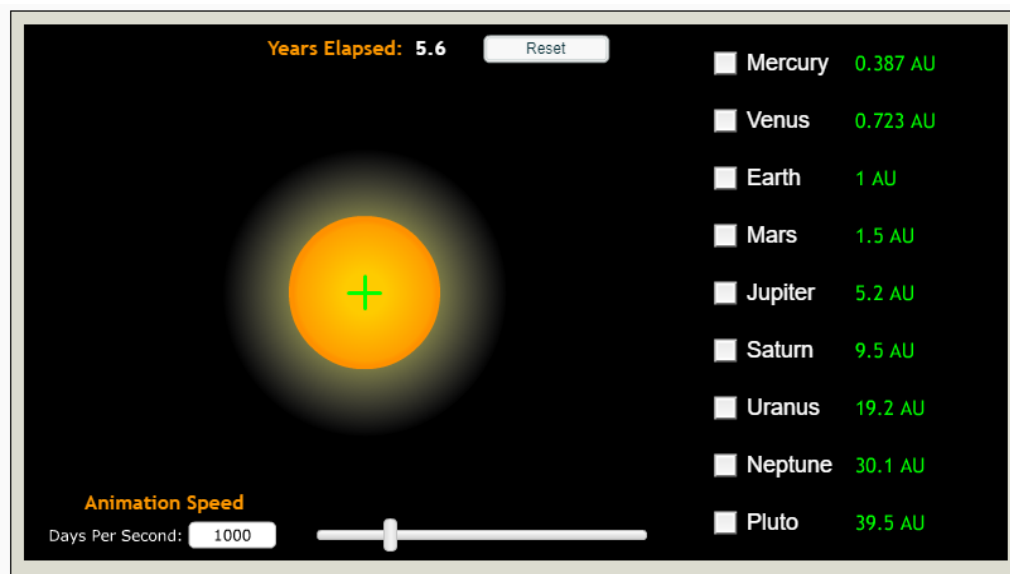 Years Elapsed: 5.6 Reset
Mercury 0.387 AU
Venus 0.723 AU
Earth 1 AU
Mars 1.5 AU
Jupiter 5.2 AU
Saturn 9.5 AU
Uranus 19.2 AU
Neptune 30.1 AU
Pluto 39.5 AU
Animation Speed
Days Per Second: 1000